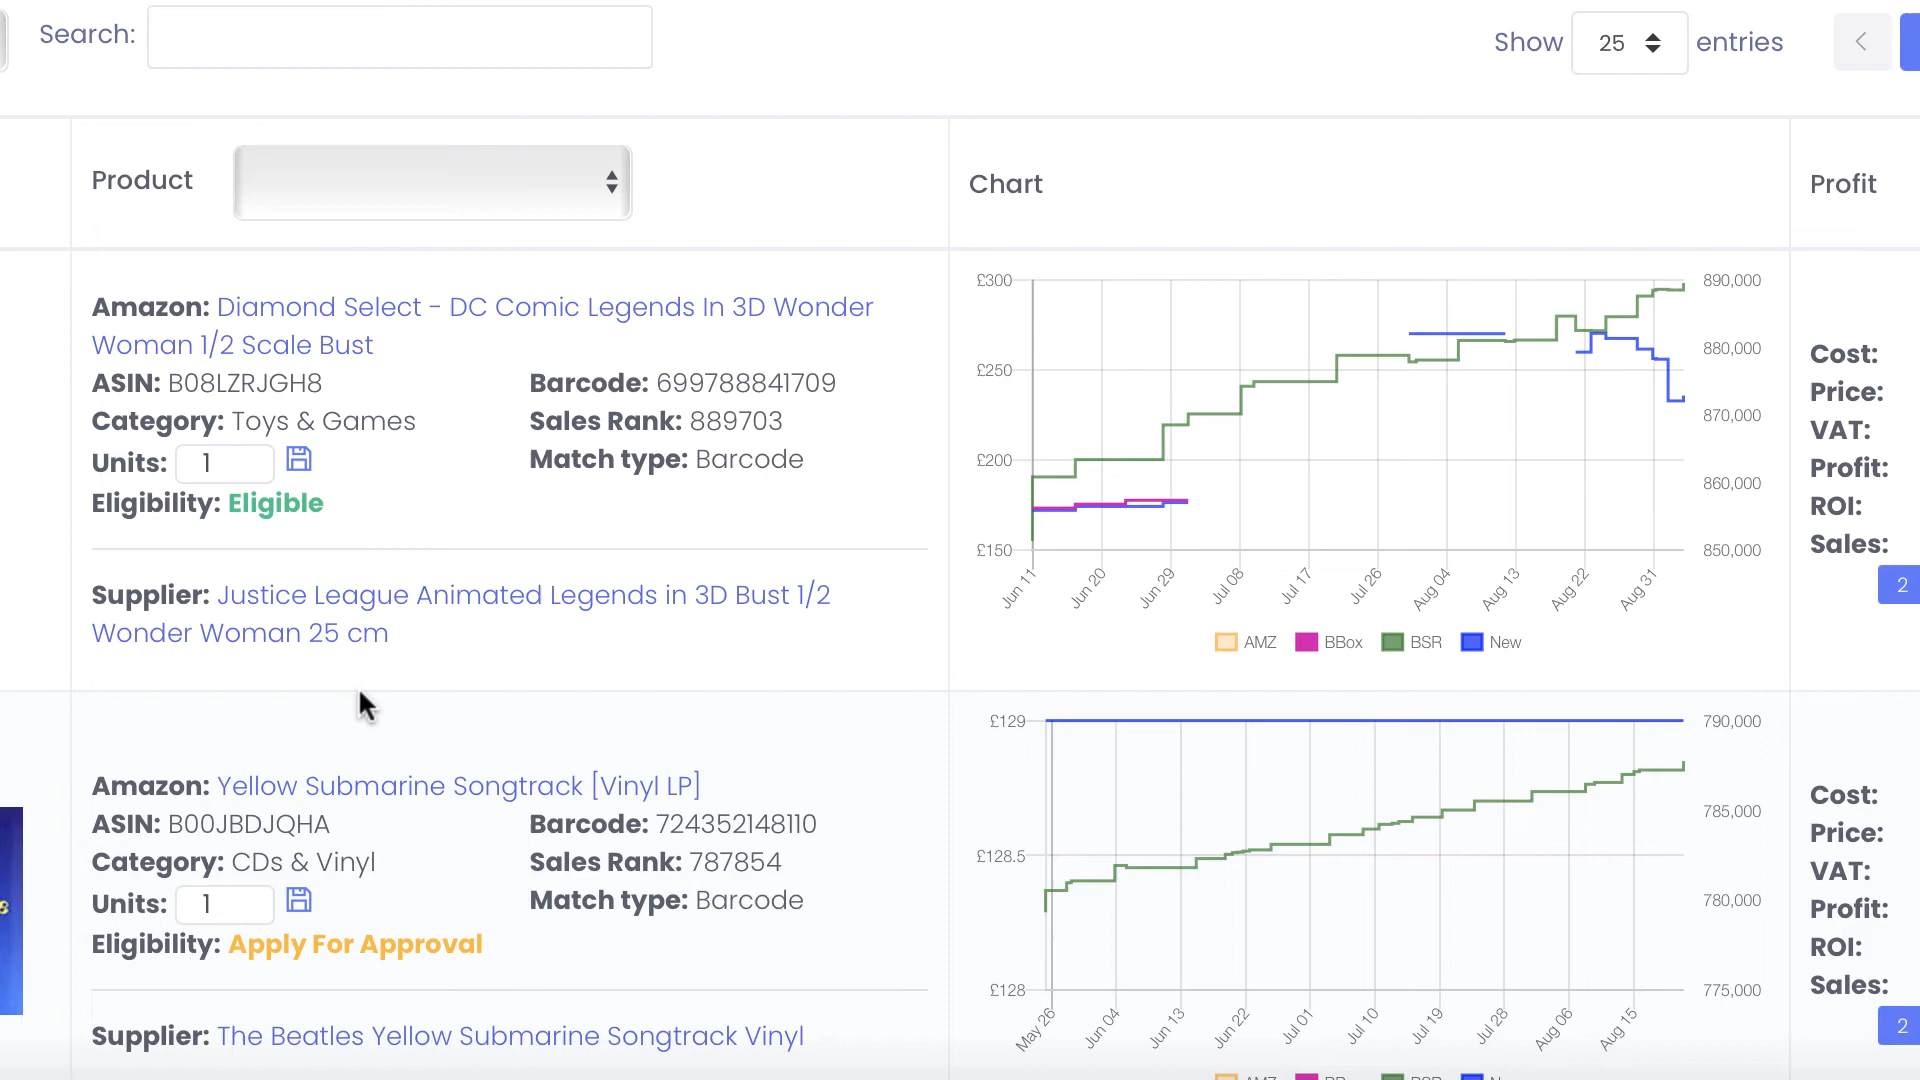 Search:
Show 25 entries
Product
Chart
Profit
Amazon: Diamond Select - DC Comic Legends In 3D Wonder
Woman 1/2 Scale Bust
ASIN: B08LZRJGH8
Barcode: 699788841709
Category: Toys & Games
Sales Rank: 889703
Units: 1
Match type: Barcode
Eligibility: Eligible
Supplier: Justice League Animated Legends in 3D Bust 1/2
Wonder Woman 25 cm
£300
£250
£200
£150
890,000
880,000
870,000
860,000
850,000
Jun 11
Jun 20
Jun 29
Jul 08
Jul 17
Jul 26
Aug 04
Aug 13
Aug 22
Aug 31
AMZ BBox BSR New
Cost:
Price:
VAT:
Profit:
ROI:
Sales:
2
Amazon: Yellow Submarine Songtrack [Vinyl LP]
ASIN: B00JBDJQHA
Barcode: 724352148110
Category: CDs & Vinyl
Sales Rank: 787854
Units: 1
Match type: Barcode
Eligibility: Apply For Approval
Supplier: The Beatles Yellow Submarine Songtrack Vinyl
£129
£128.5
£128
790,000
785,000
780,000
775,000
May 26
Jun 04
Jun 13
Jun 22
Jul 01
Jul 10
Jul 19
Jul 28
Aug 06
Aug 15
Cost:
Price:
VAT:
Profit:
ROI:
Sales:
2